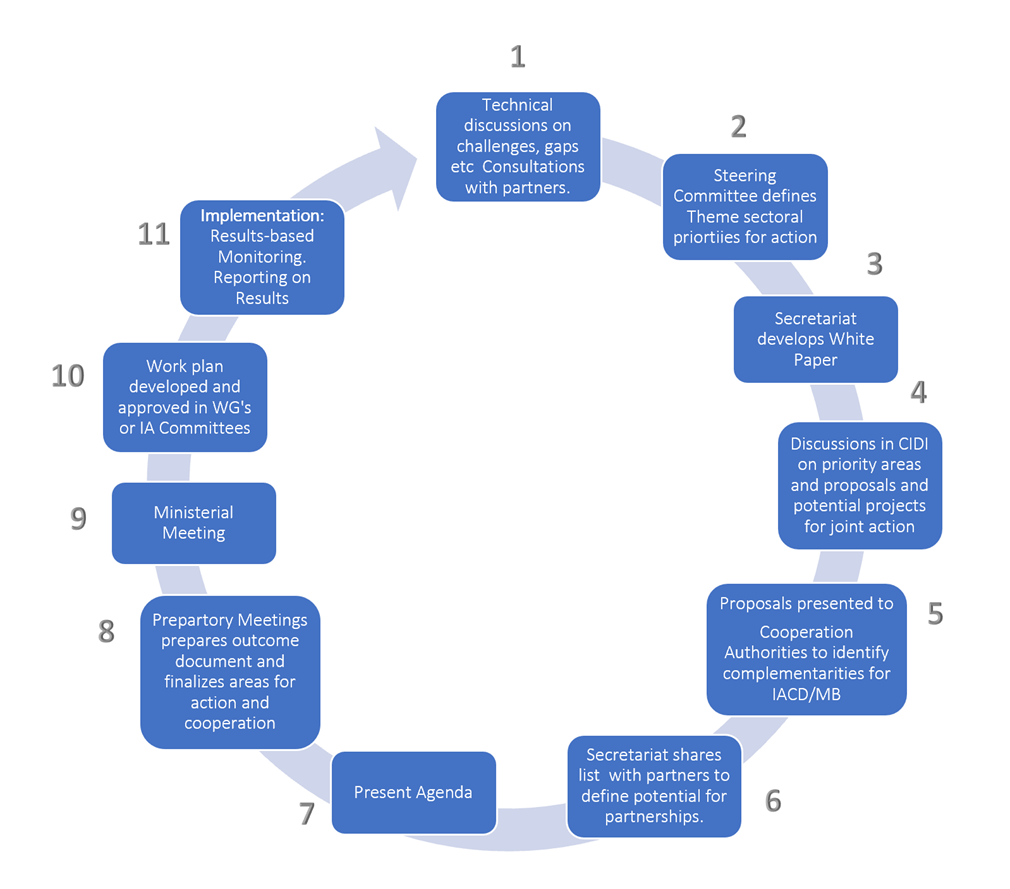 1
Technical
discussions on
challenges, gaps
etc Consultations
with partners.
2
Steering
Committee defines
Theme sectoral
priortiies for action
3
Secretariat
develops White
Paper
4
Discussions in CIDI
on priority areas
and proposals and
potential projects
for joint action
5
Proposals presented to
Cooperation
Authorities to identify
complementarities for
IACD/MB
6
Secretariat shares
list with partners to
define potential for
partnerships.
7
Present Agenda
8
Prepartory Meetings
prepares outcome
document and
finalizes areas for
action and
cooperation
9
Ministerial
Meeting
10
Work plan
developed and
approved in WG's
or IA Committees
11
Implementation:
Results-based
Monitoring.
Reporting on
Results